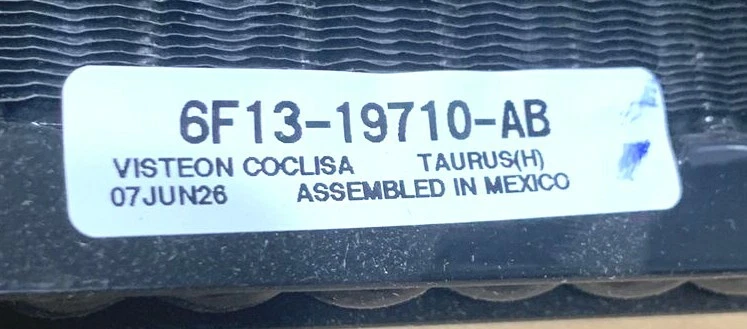 6F13-19710-AB
VISTEON COCLISA TAURUS(H)
07JUN26 ASSEMBLED IN MEXICO